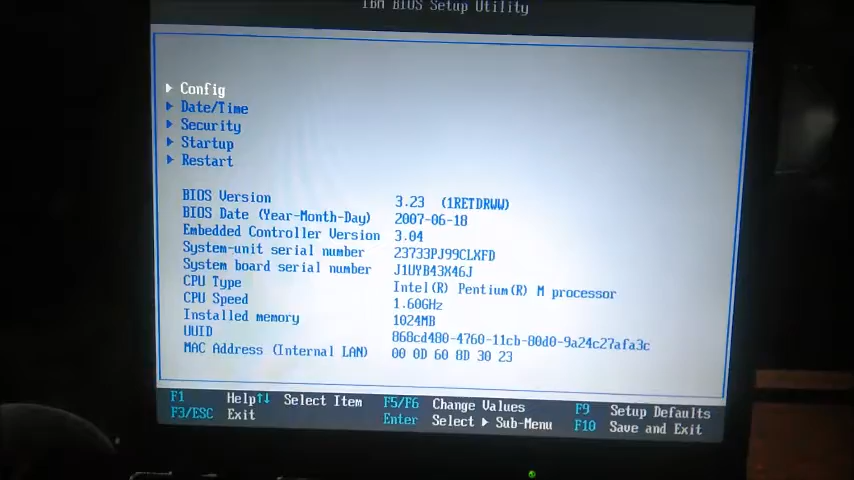 IBM BIOS Setup Utility
Config
Date/Time
Security
Startup
Restart
BIOS Version 3.23 (1RETDRWW)
BIOS Date (Year-Month-Day) 2007-06-18
Embedded Controller Version 3.04
System-unit serial number 23733PJ99CLXFD
System board serial number J1UYB43X46J
CPU Type Intel(R) Pentium(R) M processor
CPU Speed 1.60GHz
Installed memory 1024MB
UUID 868cd480-4760-11cb-80d0-9a24c27afa3c
MAC Address (Internal LAN) 00 0D 60 8D 30 23
F1 Help ↑↓ Select Item F5/F6 Change Values F9 Setup Defaults
F3/ESC Exit Enter Select ▶ Sub-Menu F10 Save and Exit